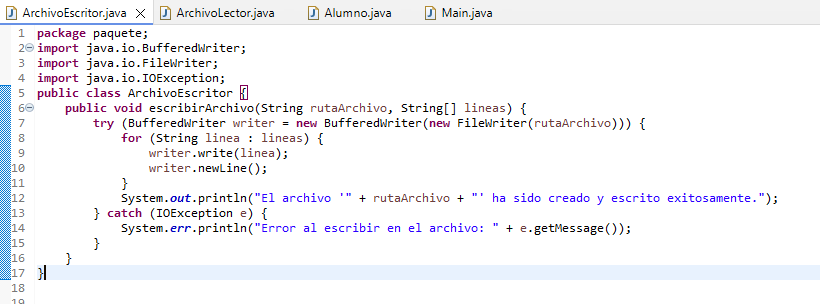 ArchivoEscritor.java ArchivoLector.java Alumno.java Main.java
1 package paquete;
2 import java.io.BufferedWriter;
3 import java.io.FileWriter;
4 import java.io.IOException;
5 public class ArchivoEscritor {
6     public void escribirArchivo(String rutaArchivo, String[] lineas) {
7         try (BufferedWriter writer = new BufferedWriter(new FileWriter(rutaArchivo))) {
8             for (String linea : lineas) {
9                 writer.write(linea);
10                 writer.newLine();
11             }
12             System.out.println("El archivo '" + rutaArchivo + "' ha sido creado y escrito exitosamente.");
13         } catch (IOException e) {
14             System.err.println("Error al escribir en el archivo: " + e.getMessage());
15         }
16     }
17 }
18
19